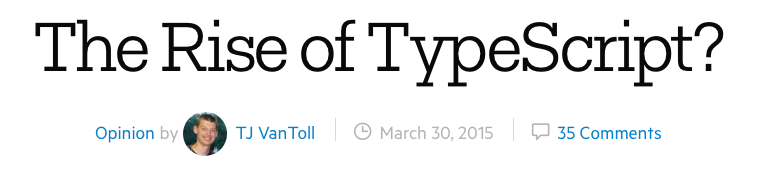 The Rise of TypeScript?
Opinion by TJ VanToll March 30, 2015 35 Comments